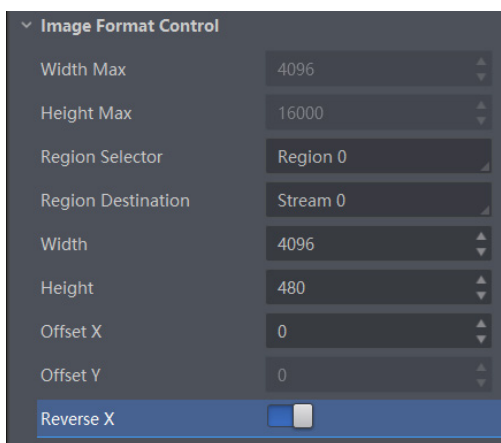 Image Format Control
Width Max 4096
Height Max 16000
Region Selector Region 0
Region Destination Stream 0
Width 4096
Height 480
Offset X 0
Offset Y 0
Reverse X